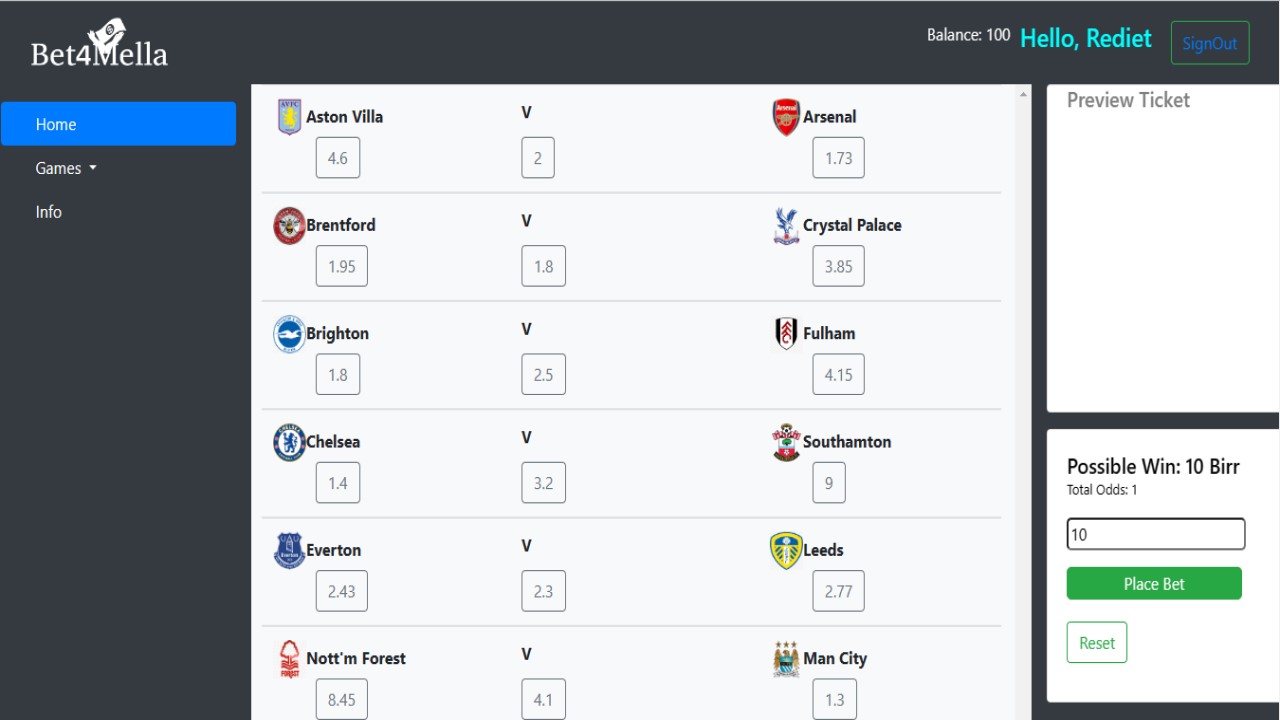 Bet4Mella
Balance: 100 Hello, Rediet SignOut
Home
Games
Info
Aston Villa V Arsenal
4.6 2 1.73
Brentford V Crystal Palace
1.95 1.8 3.85
Brighton V Fulham
1.8 2.5 4.15
Chelsea V Southamton
1.4 3.2 9
Everton V Leeds
2.43 2.3 2.77
Nott'm Forest V Man City
8.45 4.1 1.3
Preview Ticket
Possible Win: 10 Birr
Total Odds: 1
10
Place Bet
Reset